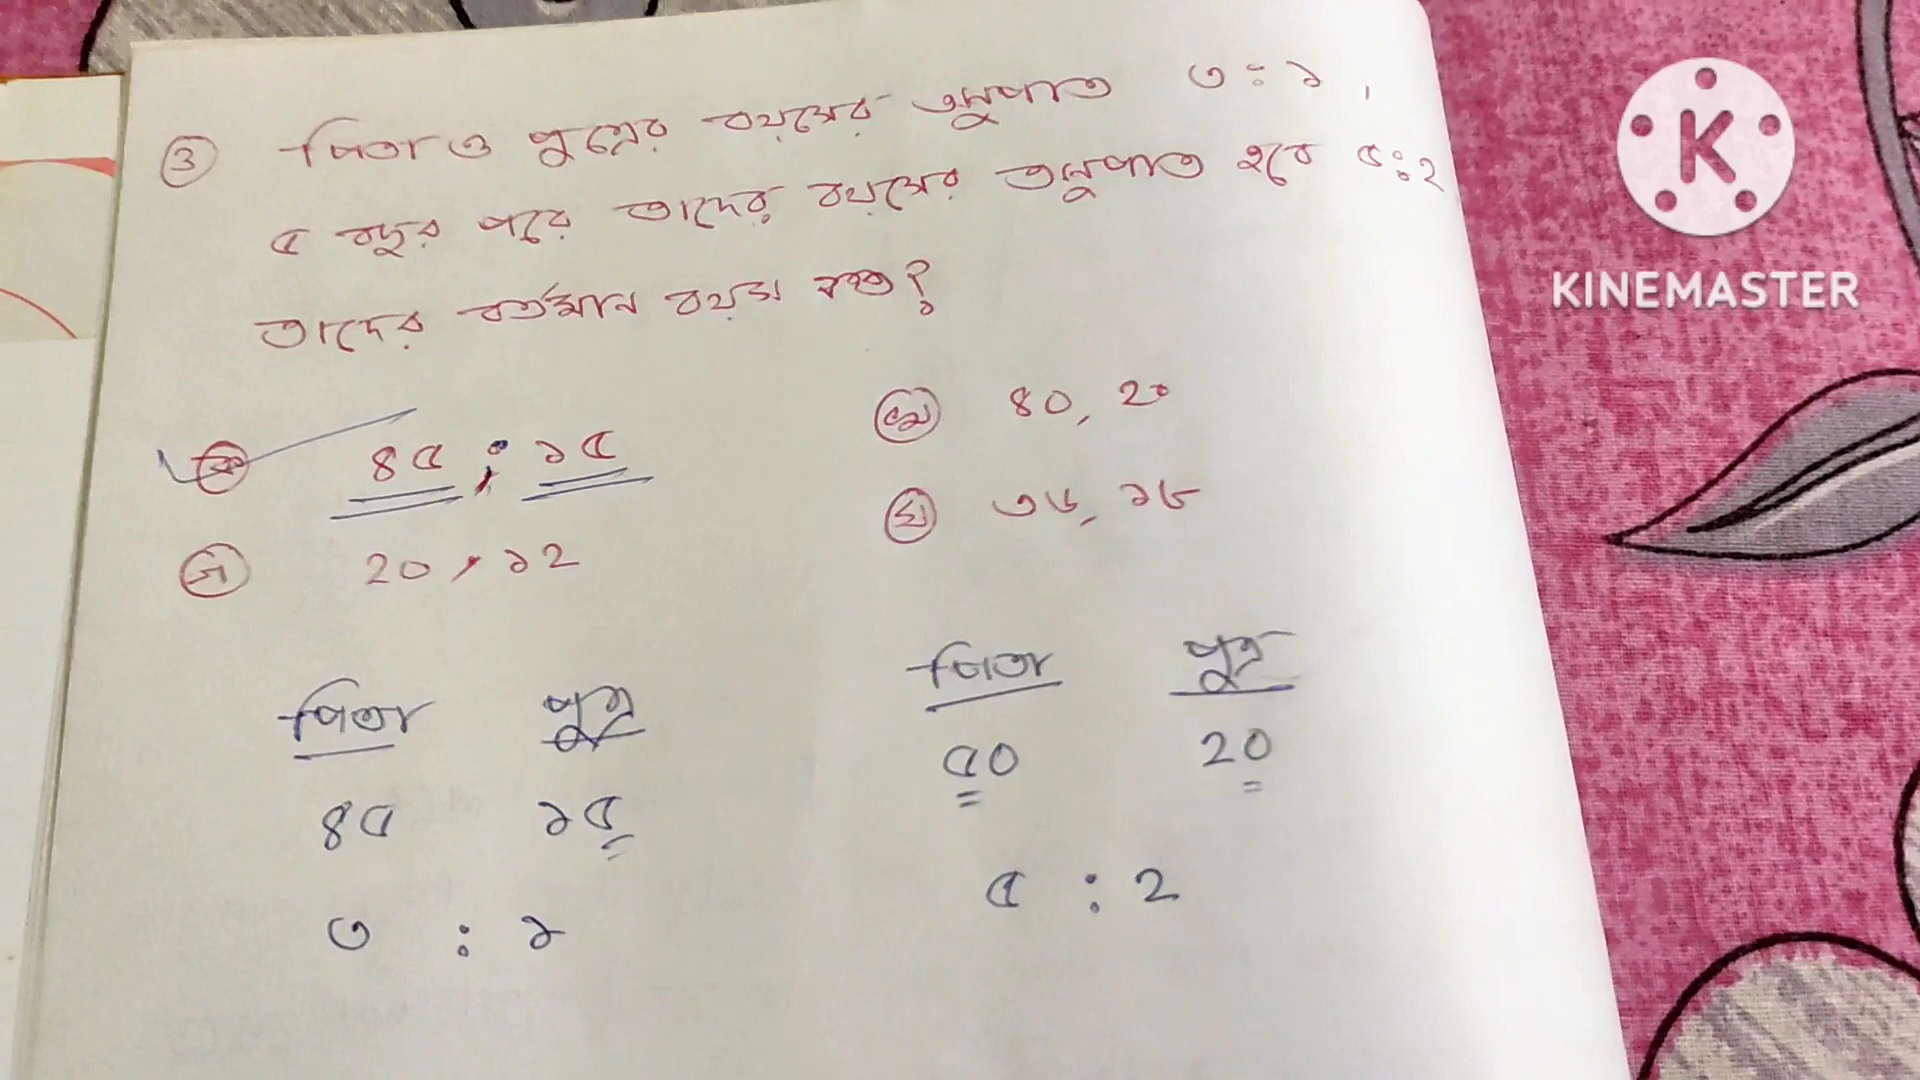 ③ পিতা ও পুত্রের বয়সের অনুপাত ৩ : ১,
৫ বছর পরে তাদের বয়সের অনুপাত হবে ৫ : ২
তাদের বর্তমান বয়স কত?
ক ৪৫ ; ১৫
খ ৪০, ২০
গ ২০, ১২
ঘ ৩৬, ১৮
পিতা পুত্র
৪৫ ১৫
৩ : ১
পিতা পুত্র
৫০ ২০
৫ : ২
K
KINEMASTER